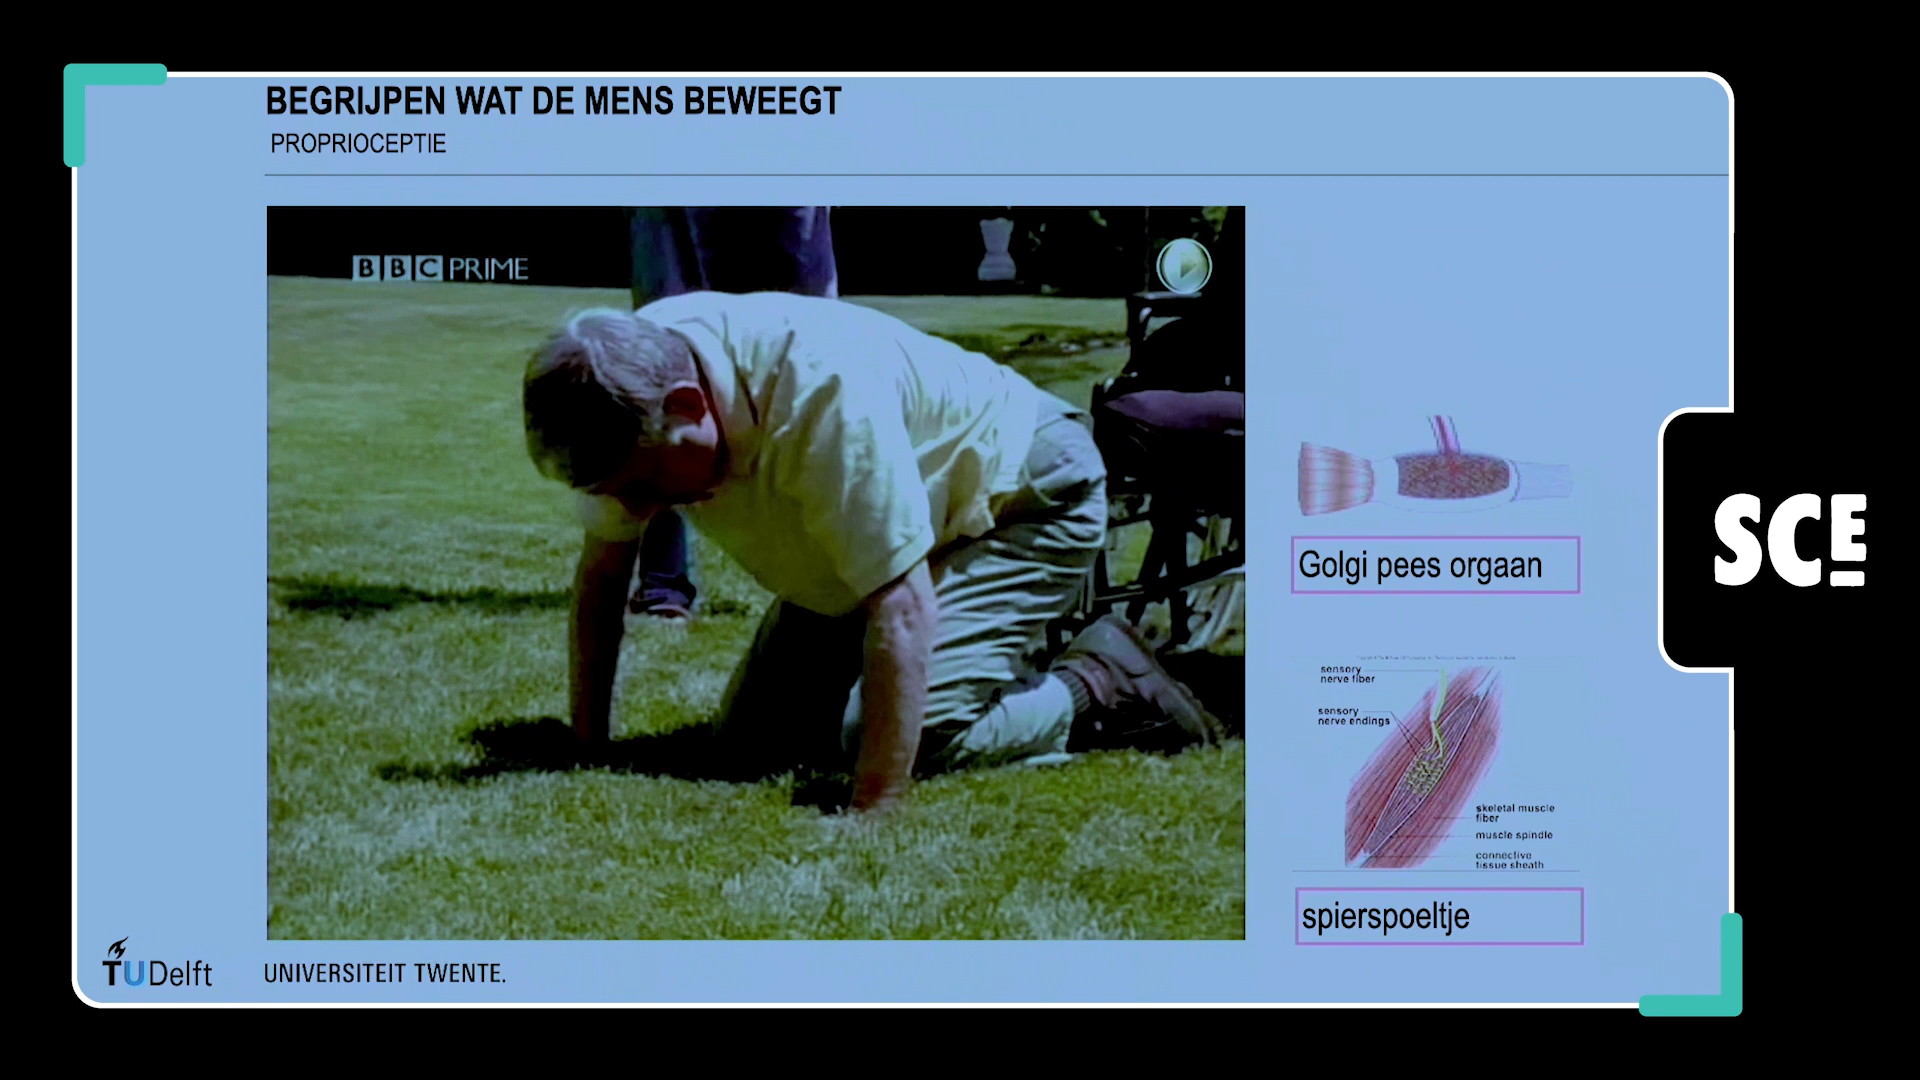 BEGRIJPEN WAT DE MENS BEWEEGT
PROPRIOCEPTIE
BBC PRIME
Golgi pees orgaan
sensory
nerve fiber
sensory
nerve endings
skeletal muscle
fiber
muscle spindle
connective
tissue sheath
spierspoeltje
SCE
TUDelft
UNIVERSITEIT TWENTE.